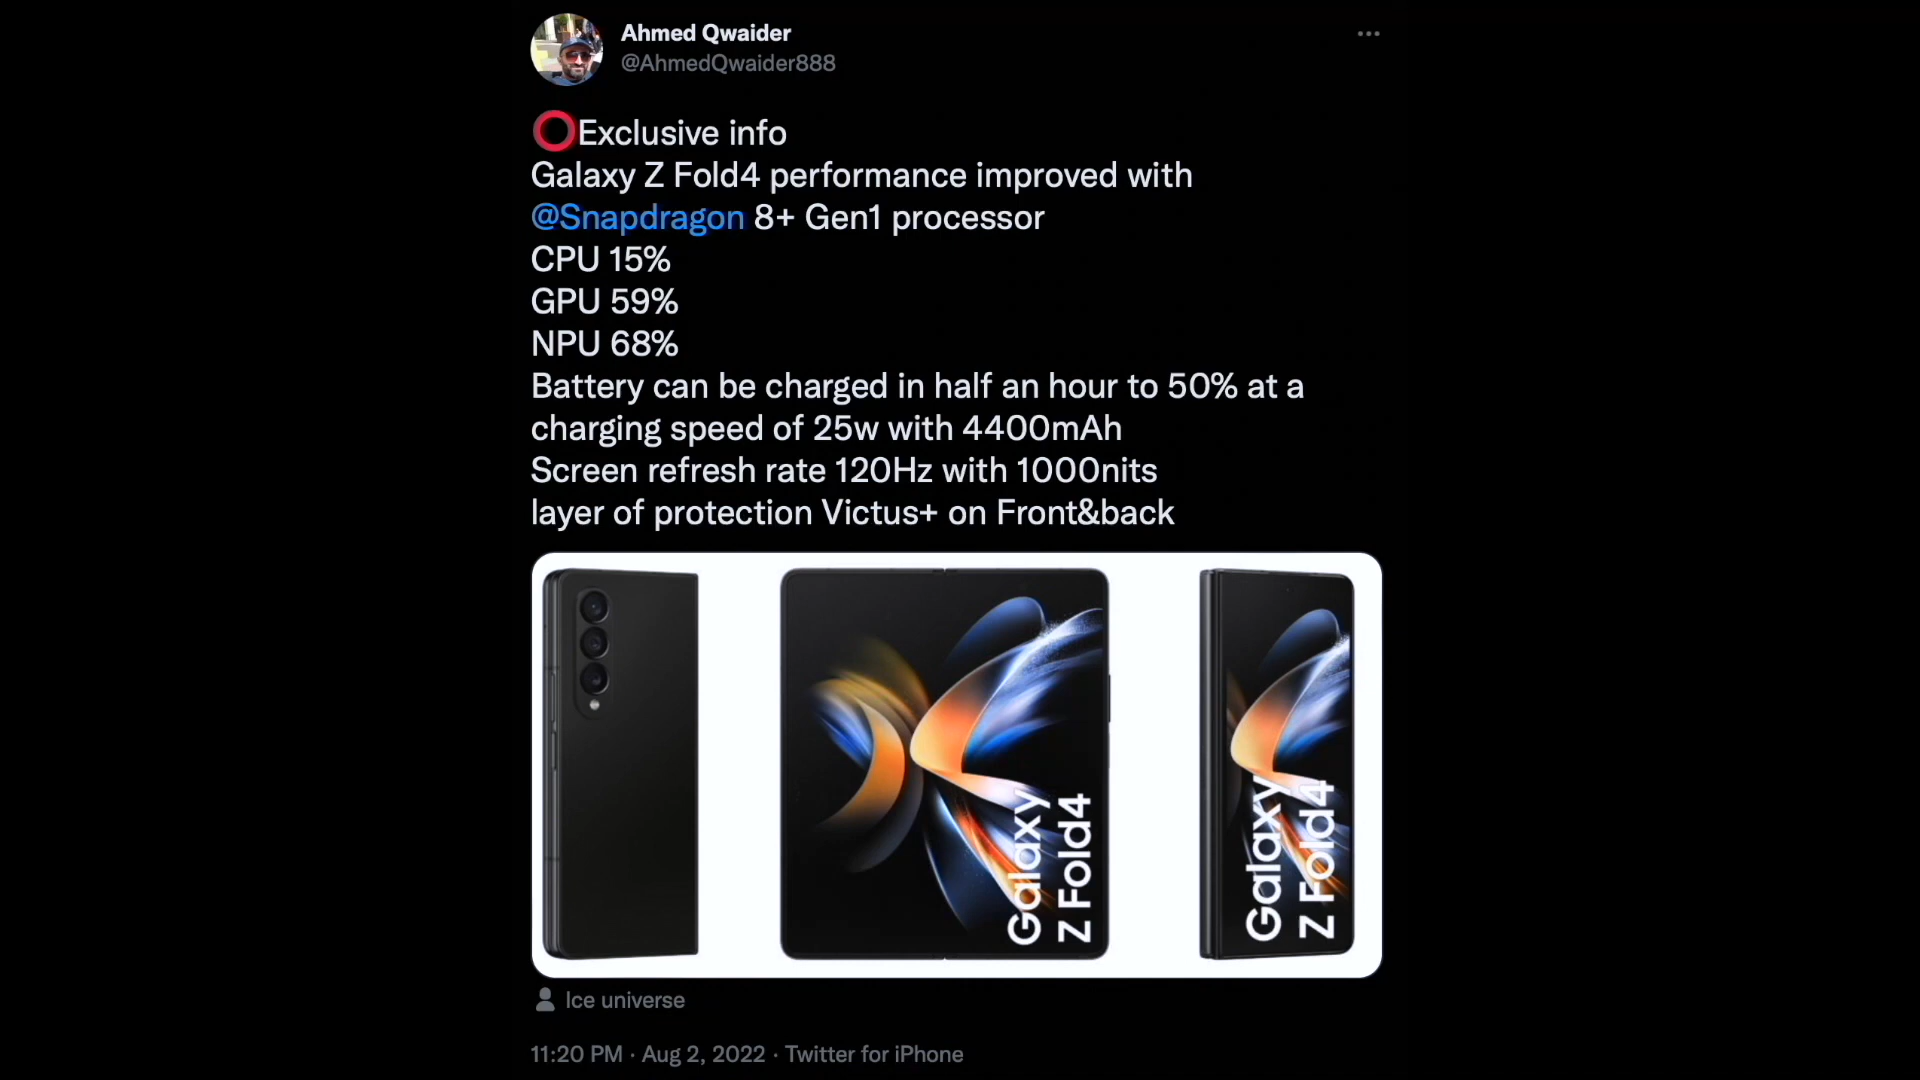 Ahmed Qwaider
@AhmedQwaider888
⭕Exclusive info
Galaxy Z Fold4 performance improved with
@Snapdragon 8+ Gen1 processor
CPU 15%
GPU 59%
NPU 68%
Battery can be charged in half an hour to 50% at a
charging speed of 25w with 4400mAh
Screen refresh rate 120Hz with 1000nits
layer of protection Victus+ on Front&back
Galaxy
Z Fold4
Galaxy
Z Fold4
Ice universe
11:20 PM · Aug 2, 2022 · Twitter for iPhone